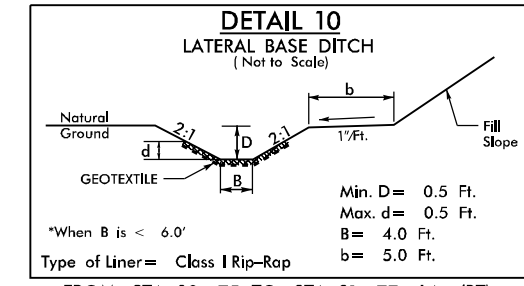 DETAIL 10
LATERAL BASE DITCH
( Not to Scale)
b
Natural
Ground
2:1
D
2:1
1"/Ft.
Fill
Slope
d
GEOTEXTILE
B
Min. D= 0.5 Ft.
Max. d= 0.5 Ft.
*When B is < 6.0'
B= 4.0 Ft.
Type of Liner= Class I Rip-Rap
b= 5.0 Ft.